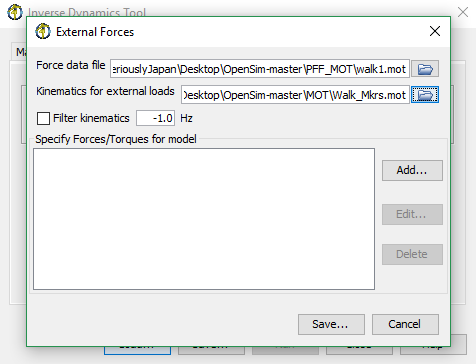 Inverse Dynamics Tool
External Forces
Force data file
eriouslyJapan\Desktop\OpenSim-master\PFF_MOT\walk1.mot
Kinematics for external loads
Desktop\OpenSim-master\MOT\Walk_Mkrs.mot
Filter kinematics -1.0 Hz
Specify Forces/Torques for model
Add...
Edit...
Delete
Save... Cancel